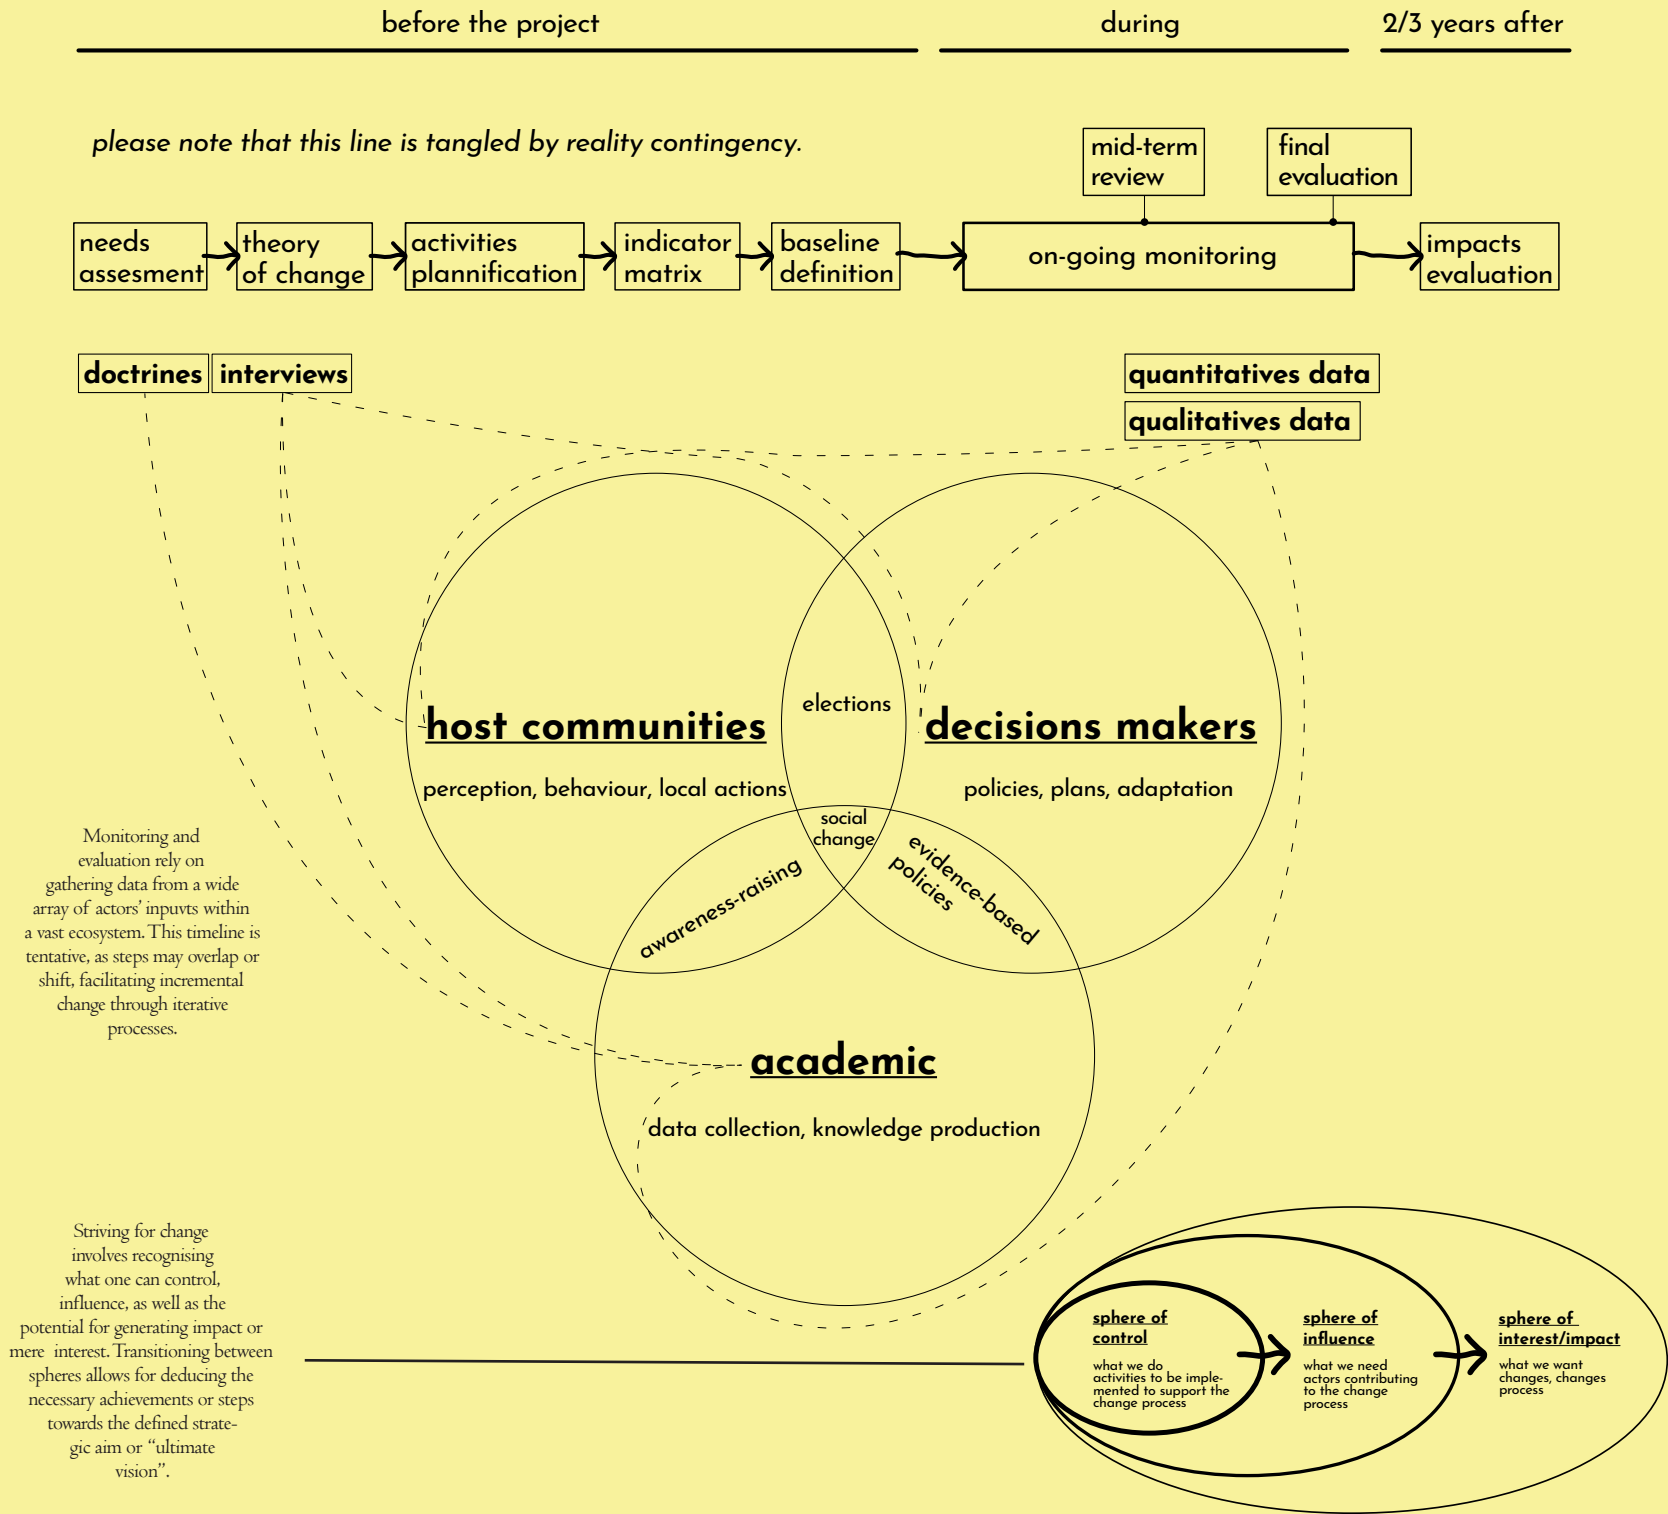 before the project
during
2/3 years after
please note that this line is tangled by reality contingency.
mid-term
review
final
evaluation
needs
assesment
theory
of change
activities
plannification
indicator
matrix
baseline
definition
on-going monitoring
impacts
evaluation
doctrines
interviews
quantitatives data
qualitatives data
elections
host communities
decisions makers
perception, behaviour, local actions
policies, plans, adaptation
social
change
awareness-raising
evidence-based
policies
Monitoring and
evaluation rely on
gathering data from a wide
array of actors' inpuvts within
a vast ecosystem. This timeline is
tentative, as steps may overlap or
shift, facilitating incremental
change through iterative
processes.
academic
data collection, knowledge production
Striving for change
involves recognising
what one can control,
influence, as well as the
potential for generating impact or
mere interest. Transitioning between
spheres allows for deducing the
necessary achievements or steps
towards the defined strate-
gic aim or “ultimate
vision”.
sphere of
control
what we do
activities to be imple-
mented to support the
change process
sphere of
influence
what we need
actors contributing
to the change
process
sphere of
interest/impact
what we want
changes, changes
process